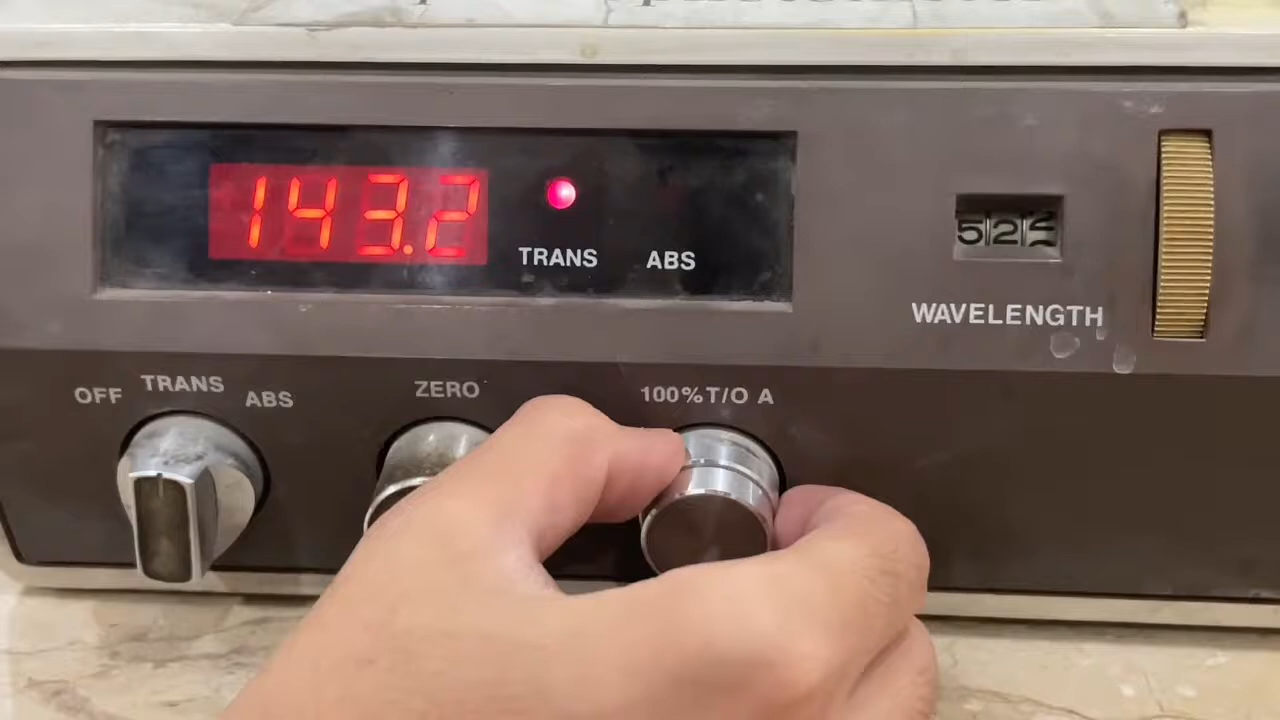 143.2
TRANS ABS
522
WAVELENGTH
OFF TRANS ABS
ZERO
100%T/O A